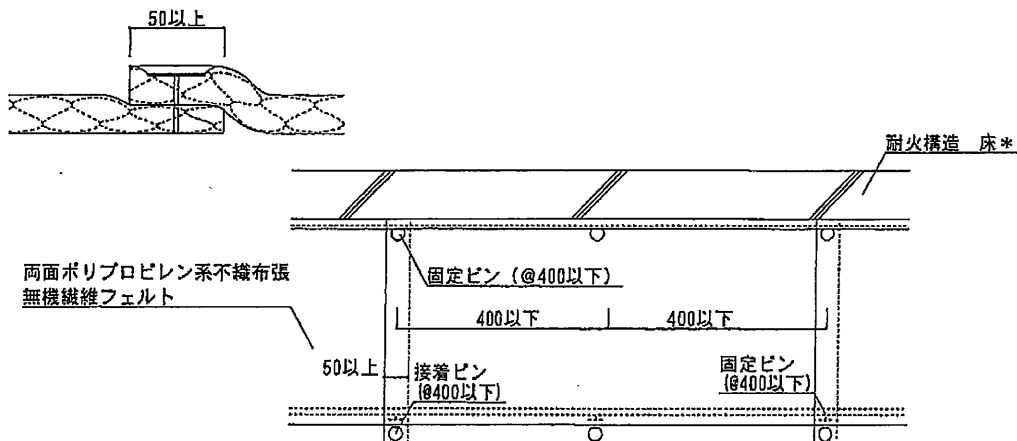 50以上
耐火構造 床*
固定ピン(@400以下)
両面ポリプロピレン系不織布張
無機繊維フェルト
400以下
400以下
50以上
接着ピン
(@400以下)
固定ピン
(@400以下)